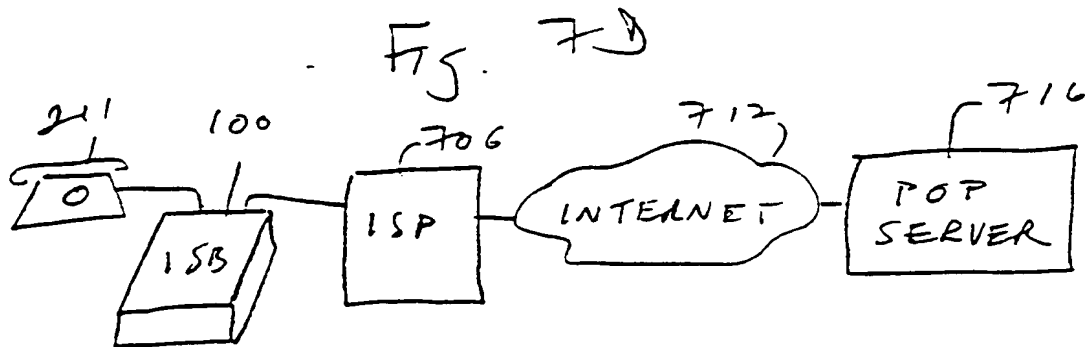 Fig. 7D
211
100
706
712
716
ISB
ISP
INTERNET
POP
SERVER